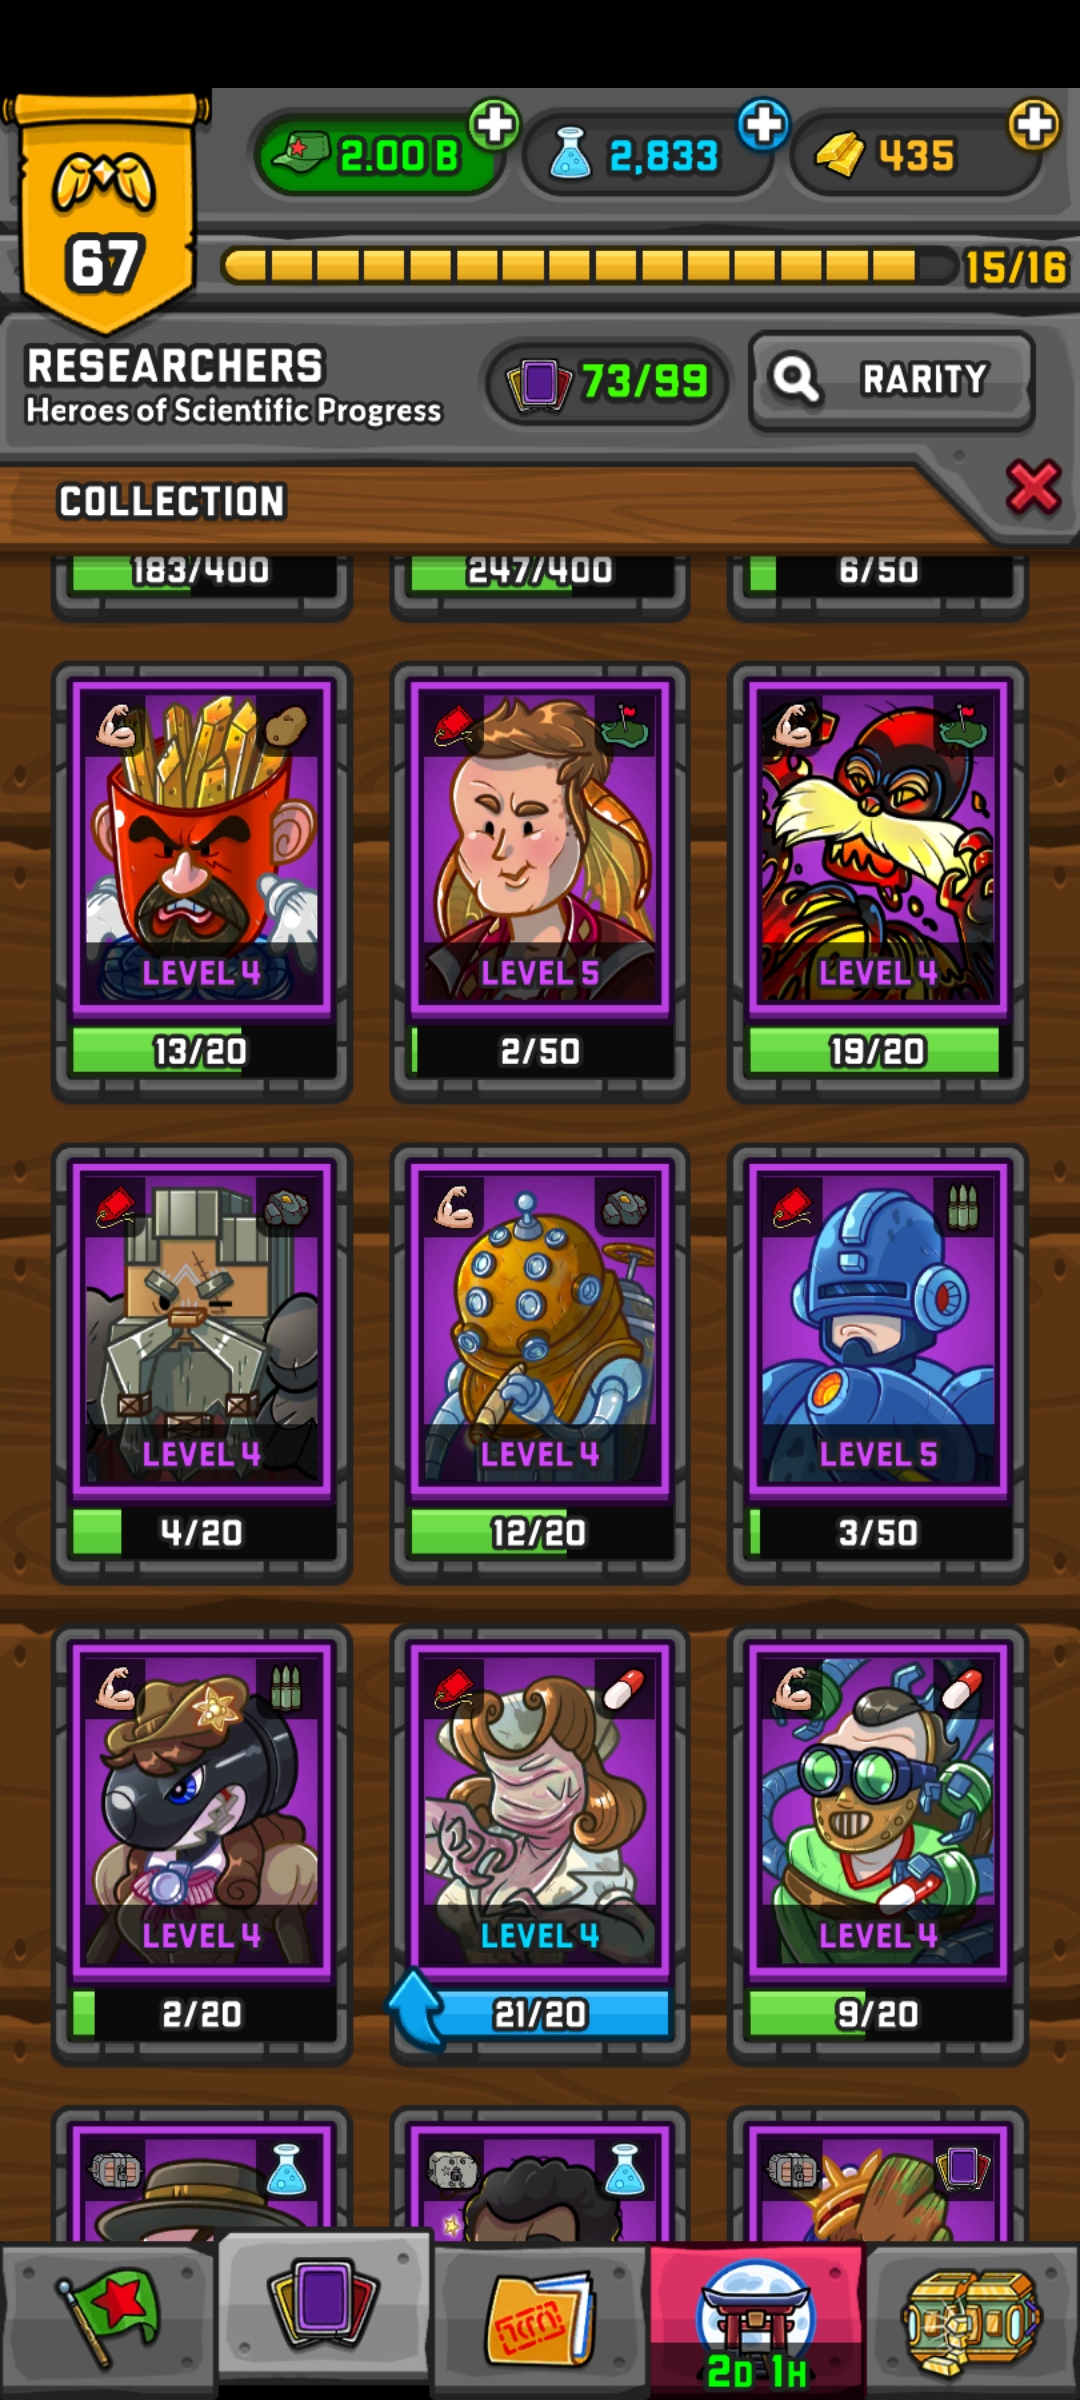 2.00 B
2,833
435
67
15/16
RESEARCHERS
Heroes of Scientific Progress
73/99
RARITY
COLLECTION
183/400
247/400
6/50
LEVEL 4
LEVEL 5
LEVEL 4
13/20
2/50
19/20
LEVEL 4
LEVEL 4
LEVEL 5
4/20
12/20
3/50
LEVEL 4
LEVEL 4
LEVEL 4
2/20
21/20
9/20
2D 1H